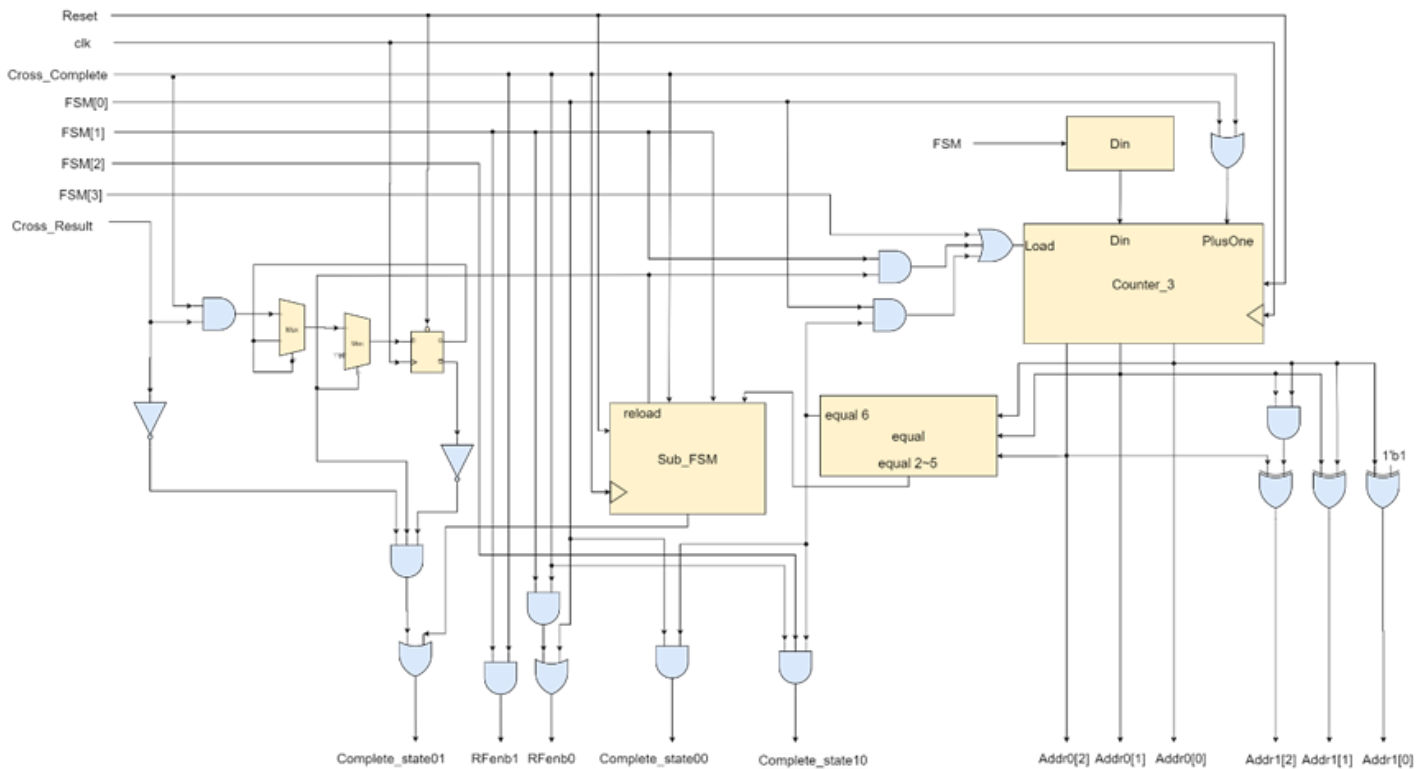 Reset
clk
Cross_Complete
FSM[0]
FSM[1]
FSM[2]
FSM[3]
Cross_Result
FSM
Din
Din
PlusOne
Load
Counter_3
Mux
Mux
reload
Sub_FSM
equal 6
equal
equal 2~5
1'b1
Complete_state01
RFenb1
RFenb0
Complete_state00
Complete_state10
Addr0[2]
Addr0[1]
Addr0[0]
Addr1[2]
Addr1[1]
Addr1[0]